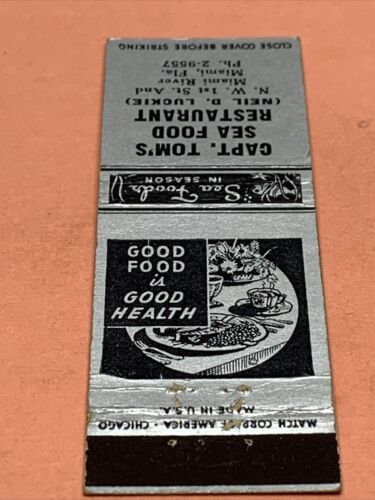 CLOSE COVER BEFORE STRIKING
CAPT. TOM'S
SEA FOOD
RESTAURANT
(NEIL D. LUCKIE)
N. W. 1st St. And
Miami River
Miami, Fla.
Ph. 2-9557
Sea Foods
IN SEASON
GOOD
FOOD
is
GOOD
HEALTH
MADE IN U.S.A.
MATCH CORP. OF AMERICA · CHICAGO